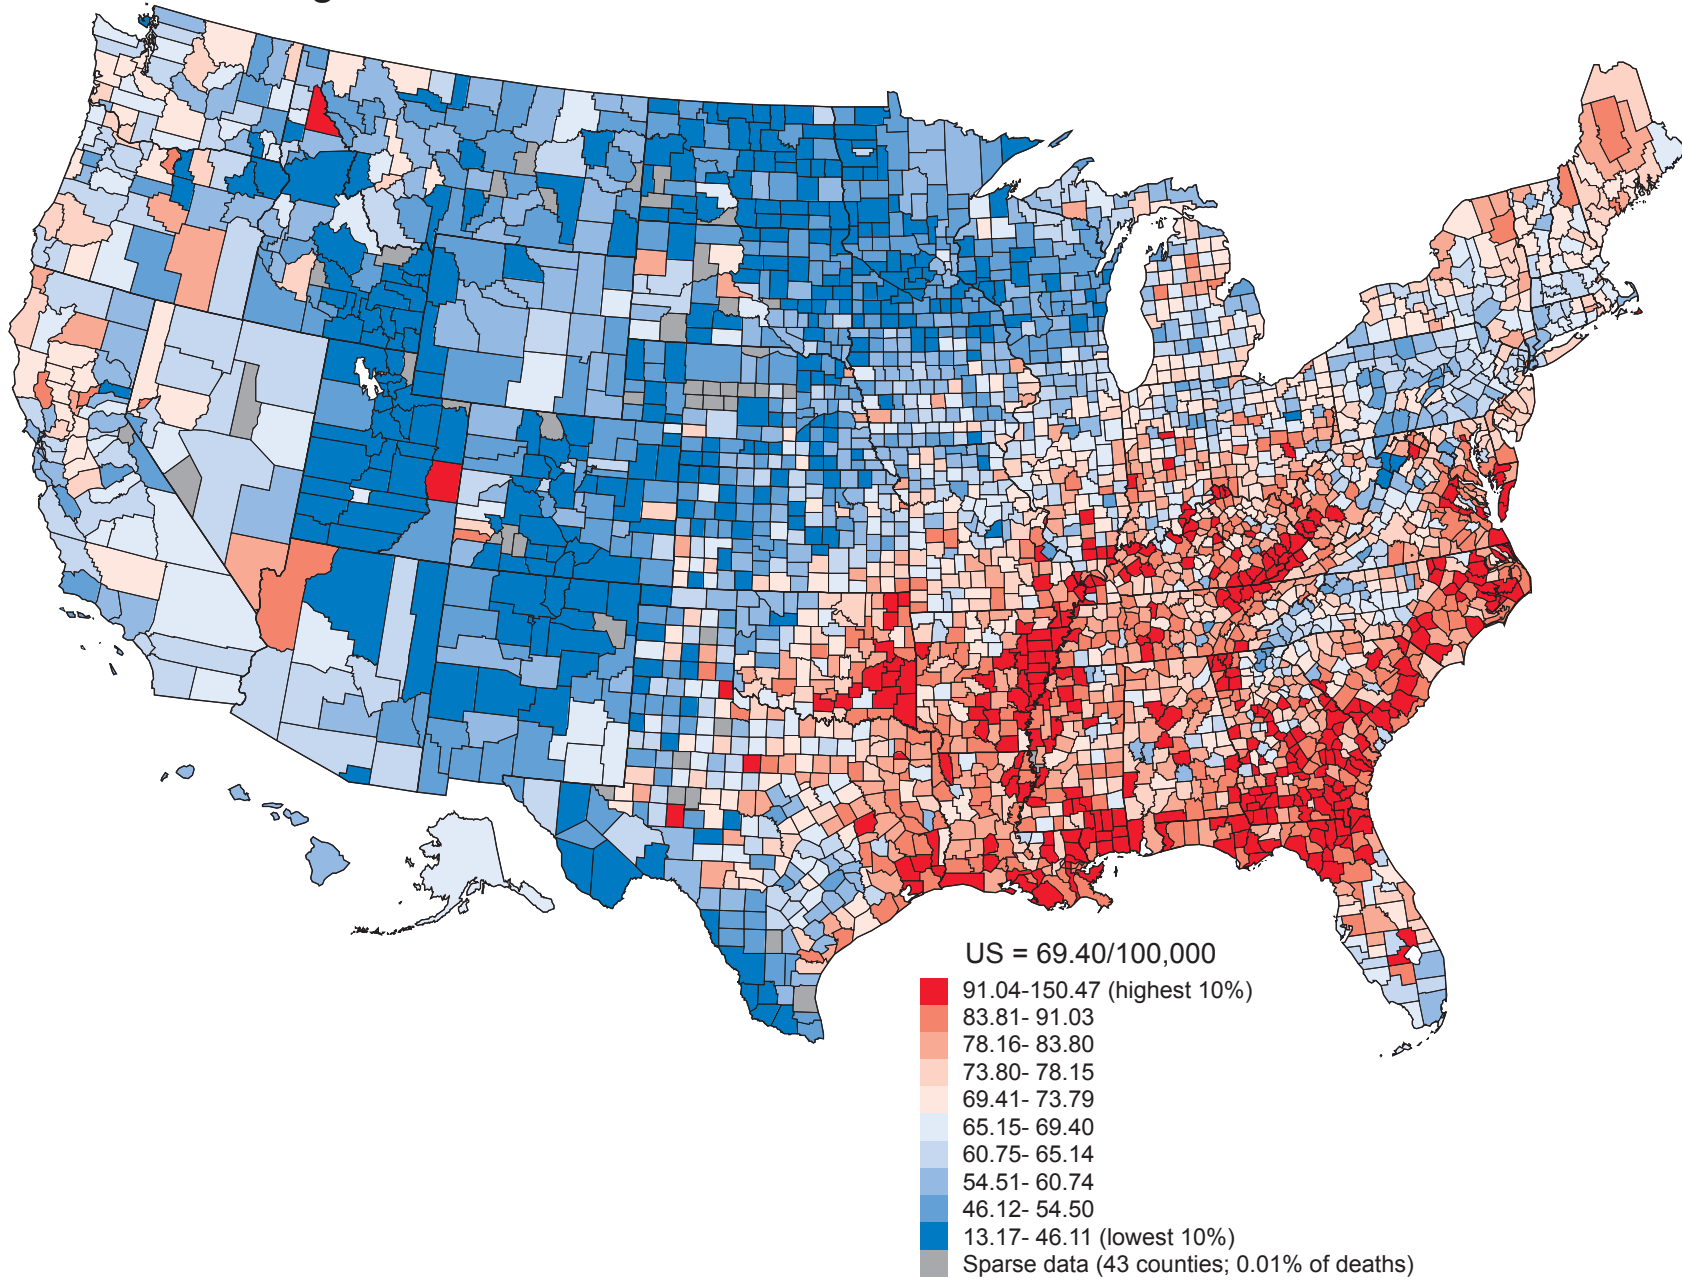 US = 69.40/100,000
91.04-150.47 (highest 10%)
83.81- 91.03
78.16- 83.80
73.80- 78.15
69.41- 73.79
65.15- 69.40
60.75- 65.14
54.51- 60.74
46.12- 54.50
13.17- 46.11 (lowest 10%)
Sparse data (43 counties; 0.01% of deaths)